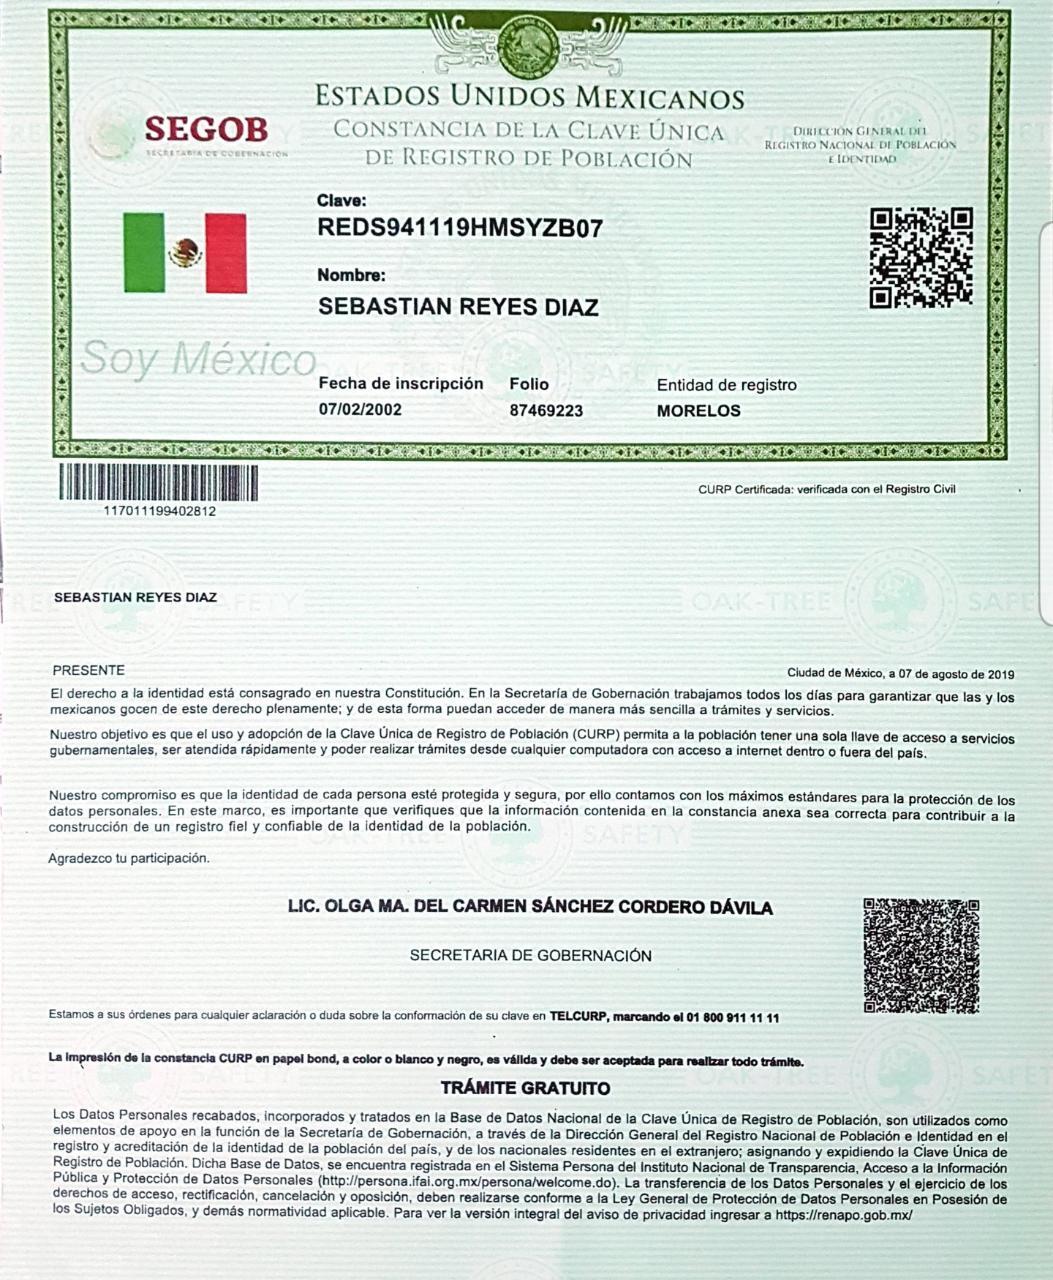 ESTADOS UNIDOS MEXICANOS
CONSTANCIA DE LA CLAVE ÚNICA
DE REGISTRO DE POBLACIÓN
SEGOB
SECRETARÍA DE GOBERNACIÓN
DIRECCIÓN GENERAL DEL
REGISTRO NACIONAL DE POBLACIÓN
E IDENTIDAD
Clave:
REDS941119HMSYZB07
Nombre:
SEBASTIAN REYES DIAZ
Soy México
Fecha de inscripción Folio Entidad de registro
07/02/2002 87469223 MORELOS
117011199402812
CURP Certificada: verificada con el Registro Civil
SEBASTIAN REYES DIAZ
OAK-TREE SAFETY
PRESENTE
Ciudad de México, a 07 de agosto de 2019
El derecho a la identidad está consagrado en nuestra Constitución. En la Secretaría de Gobernación trabajamos todos los días para garantizar que las y los
mexicanos gocen de este derecho plenamente; y de esta forma puedan acceder de manera más sencilla a trámites y servicios.
Nuestro objetivo es que el uso y adopción de la Clave Única de Registro de Población (CURP) permita a la población tener una sola llave de acceso a servicios
gubernamentales, ser atendida rápidamente y poder realizar trámites desde cualquier computadora con acceso a internet dentro o fuera del país.
Nuestro compromiso es que la identidad de cada persona esté protegida y segura, por ello contamos con los máximos estándares para la protección de los
datos personales. En este marco, es importante que verifiques que la información contenida en la constancia anexa sea correcta para contribuir a la
construcción de un registro fiel y confiable de la identidad de la población.
Agradezco tu participación.
LIC. OLGA MA. DEL CARMEN SÁNCHEZ CORDERO DÁVILA
SECRETARIA DE GOBERNACIÓN
Estamos a sus órdenes para cualquier aclaración o duda sobre la conformación de su clave en TELCURP, marcando el 01 800 911 11 11
La impresión de la constancia CURP en papel bond, a color o blanco y negro, es válida y debe ser aceptada para realizar todo trámite.
TRÁMITE GRATUITO
Los Datos Personales recabados, incorporados y tratados en la Base de Datos Nacional de la Clave Única de Registro de Población, son utilizados como
elementos de apoyo en la función de la Secretaría de Gobernación, a través de la Dirección General del Registro Nacional de Población e Identidad en el
registro y acreditación de la identidad de la población del país, y de los nacionales residentes en el extranjero; asignando y expidiendo la Clave Única de
Registro de Población. Dicha Base de Datos, se encuentra registrada en el Sistema Persona del Instituto Nacional de Transparencia, Acceso a la Información
Pública y Protección de Datos Personales (http://persona.ifai.org.mx/persona/welcome.do). La transferencia de los Datos Personales y el ejercicio de los
derechos de acceso, rectificación, cancelación y oposición, deben realizarse conforme a la Ley General de Protección de Datos Personales en Posesión de
los Sujetos Obligados, y demás normatividad aplicable. Para ver la versión integral del aviso de privacidad ingresar a https://renapo.gob.mx/